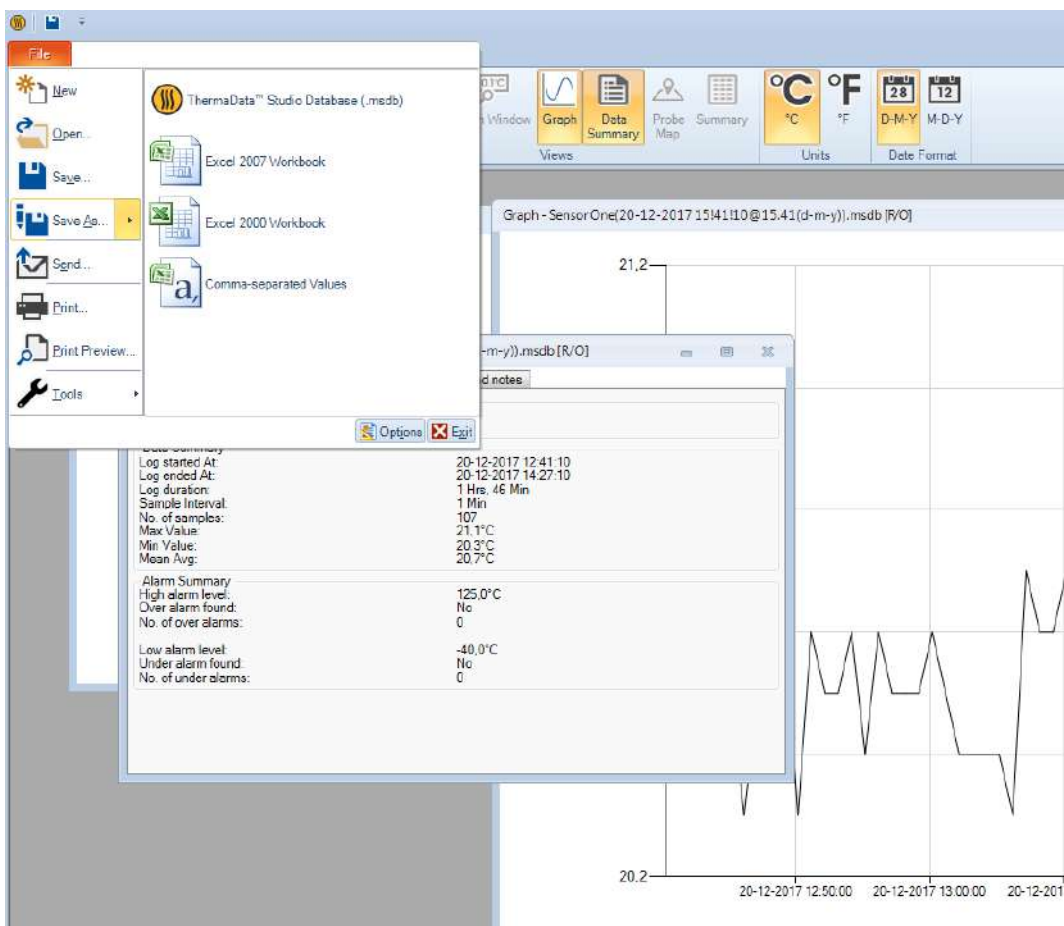 File
New
Open...
Save...
Save As...
Send...
Print...
Print Preview...
Tools
ThermaData™ Studio Database (.msdb)
Excel 2007 Workbook
Excel 2000 Workbook
Comma-separated Values
Options
Exit
Window
Graph
Data Summary
Probe Map
Summary
Views
°C
°F
°C
°F
Units
28
12
D-M-Y
M-D-Y
Date Format
Graph - SensorOne(20-12-2017 15!41!10@15.41(d-m-y)).msdb [R/O]
21,2
20,2
20-12-2017 12:50:00
20-12-2017 13:00:00
20-12-201
-m-y)).msdb [R/O]
d notes
Data Summary
Log started At: 20-12-2017 12:41:10
Log ended At: 20-12-2017 14:27:10
Log duration: 1 Hrs, 46 Min
Sample Interval: 1 Min
No. of samples: 107
Max Value: 21,1°C
Min Value: 20,3°C
Mean Avg: 20,7°C
Alarm Summary
High alarm level: 125,0°C
Over alarm found: No
No. of over alarms: 0
Low alarm level: -40,0°C
Under alarm found: No
No. of under alarms: 0